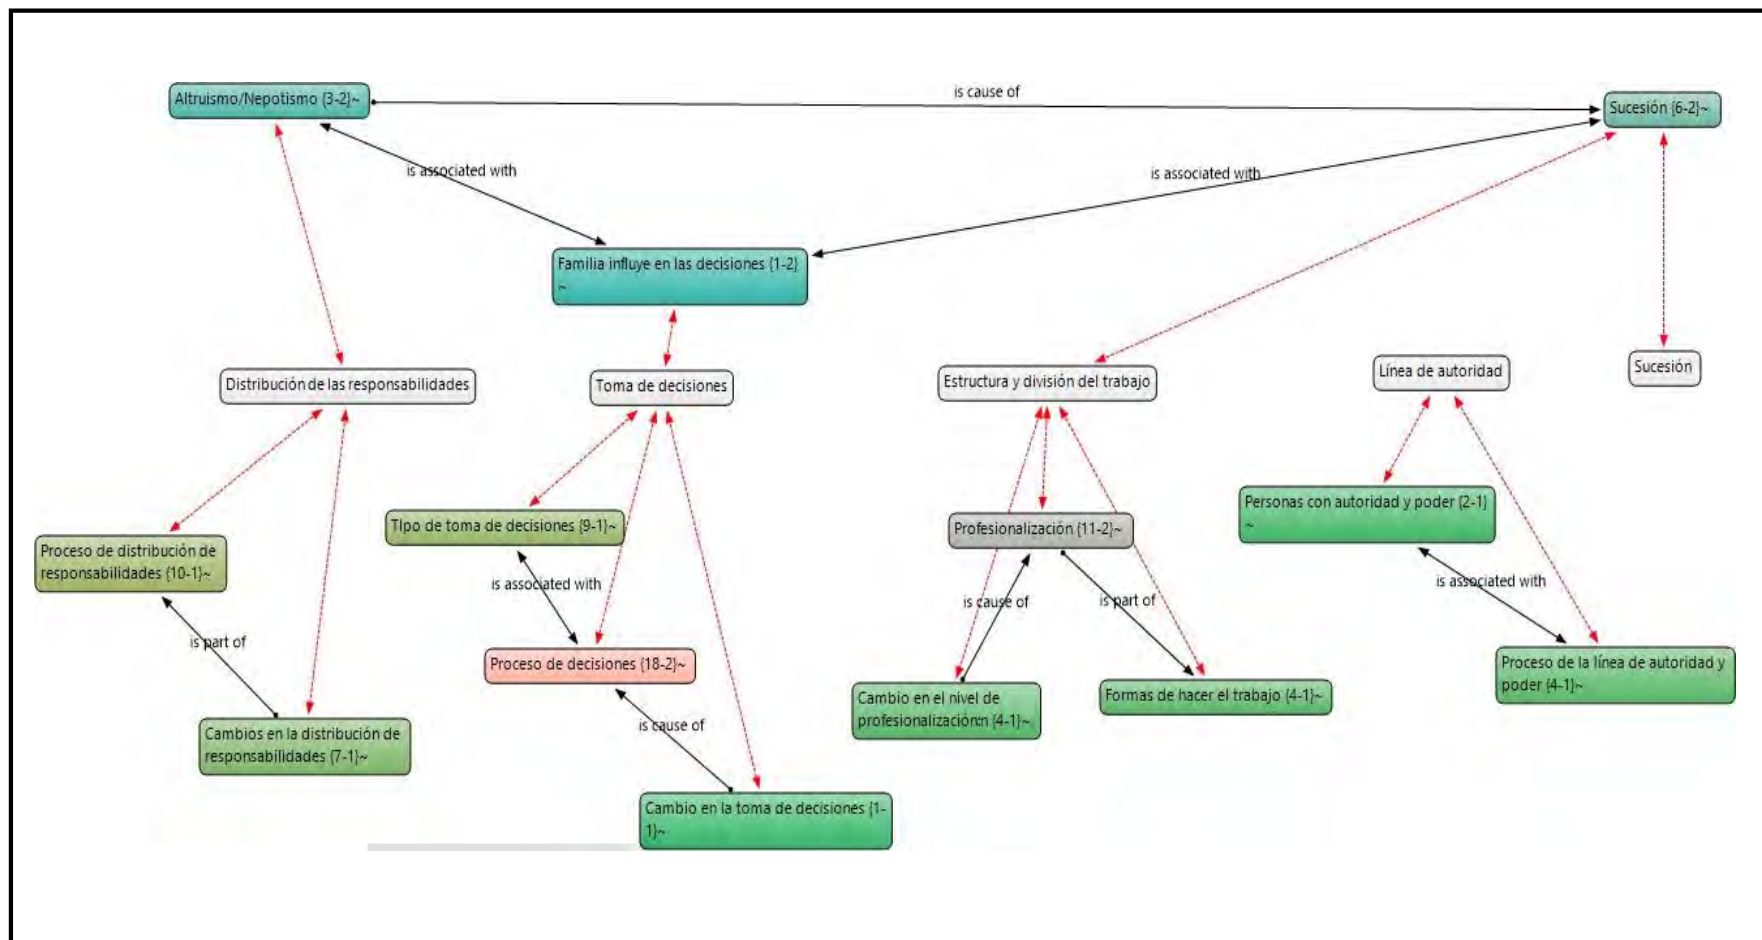 is cause of
Altruismo/Nepotismo {3-2}~
Sucesión {6-2}~
is associated with
is associated with
Familia influye en las decisiones {1-2}
~
Distribución de las responsabilidades
Toma de decisiones
Estructura y división del trabajo
Línea de autoridad
Sucesión
Proceso de distribución de
responsabilidades {10-1}~
TIpo de toma de decisiones {9-1}~
Profesionalización {11-2}~
Personas con autoridad y poder {2-1}
~
is associated with
is cause of
is part of
is associated with
is part of
Proceso de decisiones {18-2}~
Cambio en el nivel de
profesionalización:n {4-1}~
Formas de hacer el trabajo {4-1}~
Proceso de la línea de autoridad y
poder {4-1}~
Cambios en la distribución de
responsabilidades {7-1}~
is cause of
Cambio en la toma de decisiones {1-
1}~